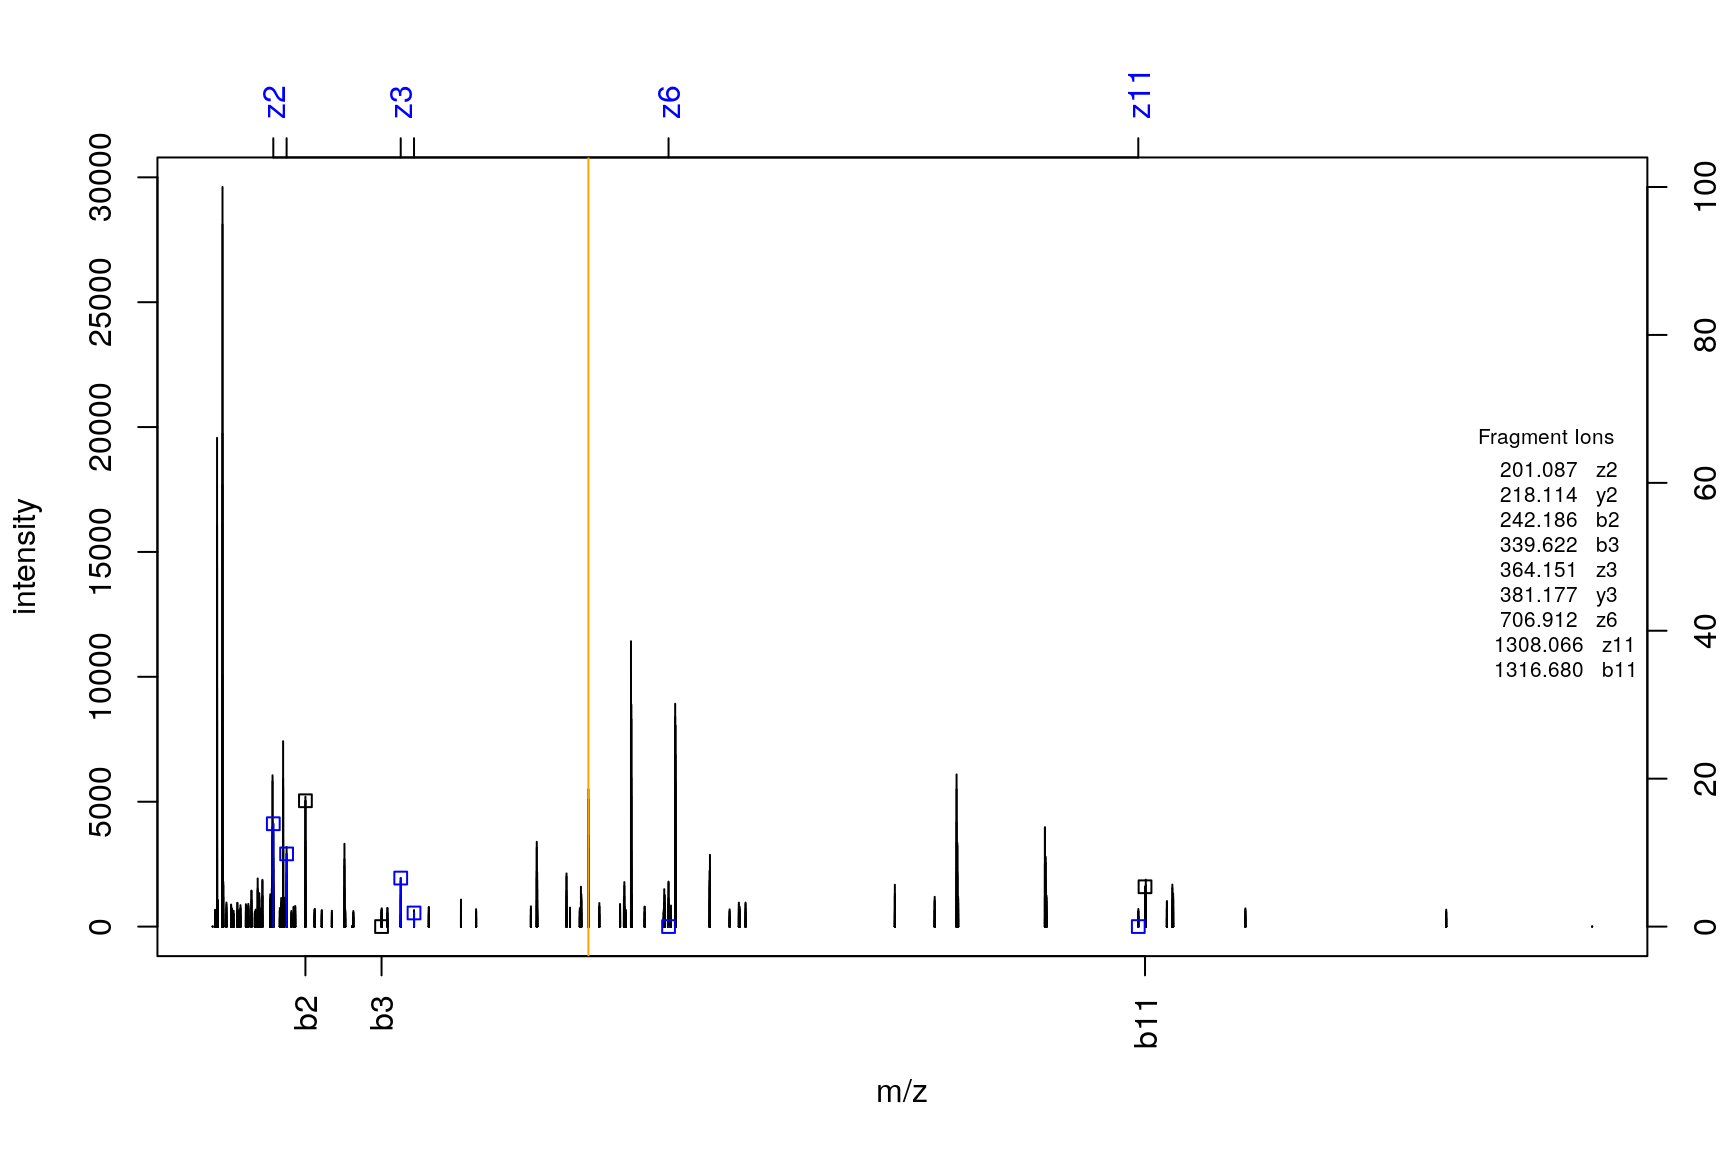 z2 z3 z6 z11
30000
25000
20000
15000
10000
5000
0
intensity
100
80
60
40
20
0
Fragment Ions
201.087 z2
218.114 y2
242.186 b2
339.622 b3
364.151 z3
381.177 y3
706.912 z6
1308.066 z11
1316.680 b11
b2 b3 b11
m/z